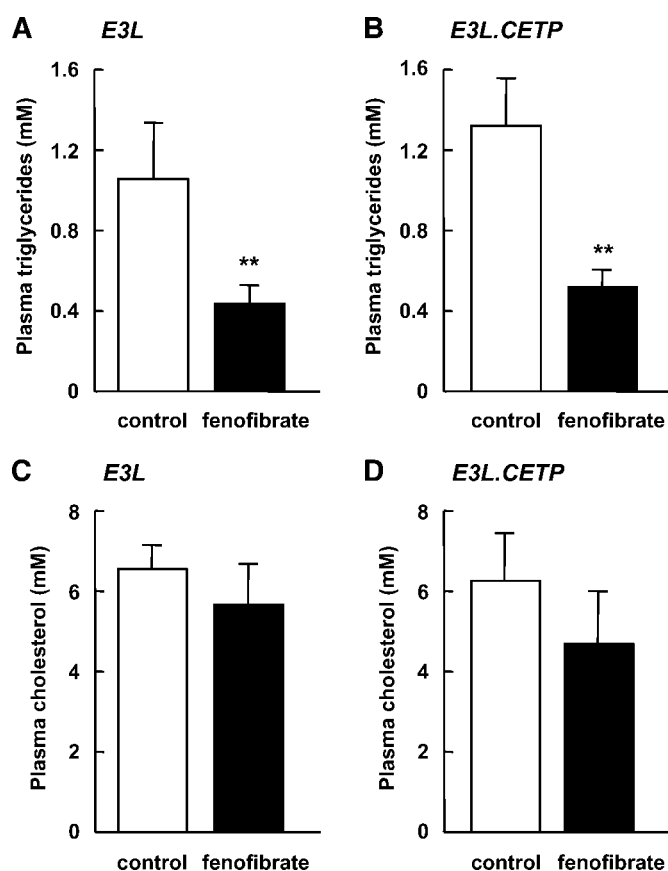 A E3L
Plasma triglycerides (mM)
1.6
1.2
0.8
0.4
0
**
control fenofibrate
B E3L.CETP
Plasma triglycerides (mM)
1.6
1.2
0.8
0.4
0
**
control fenofibrate
C E3L
Plasma cholesterol (mM)
8
6
4
2
0
control fenofibrate
D E3L.CETP
Plasma cholesterol (mM)
8
6
4
2
0
control fenofibrate